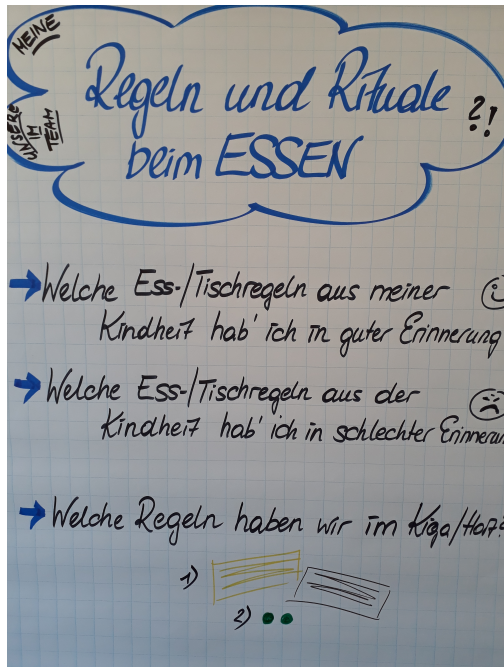 MEINE
UNSERE
IM
TEAM
Regeln und Rituale
beim ESSEN
?!
Welche Ess-/Tischregeln aus meiner
Kindheit hab' ich in guter Erinnerung
Welche Ess-/Tischregeln aus der
Kindheit hab' ich in schlechter Erinneru
Welche Regeln haben wir im Kiga/Hort?
1)
2)